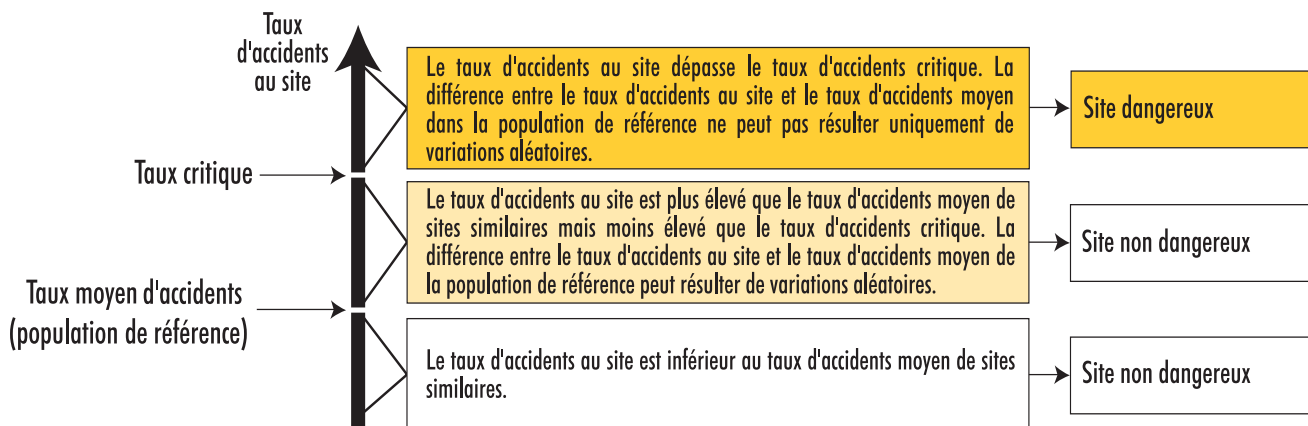 Taux
d'accidents
au site
Le taux d'accidents au site dépasse le taux d'accidents critique. La
différence entre le taux d'accidents au site et le taux d'accidents moyen
dans la population de référence ne peut pas résulter uniquement de
variations aléatoires.
Site dangereux
Taux critique
Le taux d'accidents au site est plus élevé que le taux d'accidents moyen de
sites similaires mais moins élevé que le taux d'accidents critique. La
différence entre le taux d'accidents au site et le taux d'accidents moyen de
la population de référence peut résulter de variations aléatoires.
Site non dangereux
Taux moyen d'accidents
(population de référence)
Le taux d'accidents au site est inférieur au taux d'accidents moyen de sites
similaires.
Site non dangereux